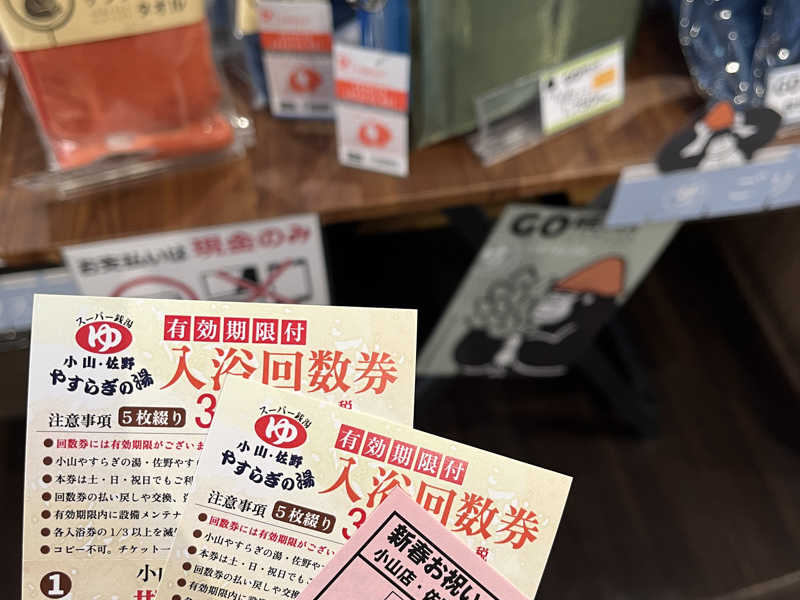 タオル
お支払いは 現金のみ
GO
ごり
スーパー銭湯
ゆ
小山・佐野
やすらぎの湯
有効期限付
入浴回数券
3
税
注意事項 5枚綴り
●回数券には有効期限がございま
●小山やすらぎの湯・佐野やす
●本券は土・日・祝日でもご利
●回数券の払い戻しや交換、
●有効期限内に設備メンテナ
●各入浴券の1/3以上を減
●コピー不可。チケット一
1
小
スーパー銭湯
ゆ
小山・佐野
やすらぎの湯
有効期限付
入浴回数券
3
税
注意事項 5枚綴り
●回数券には有効期限がござい
●小山やすらぎの湯・佐野や
●本券は土・日・祝日でも
●回数券の払い戻しや
●有効期限内に設備
新春お祝い
小山店・佐